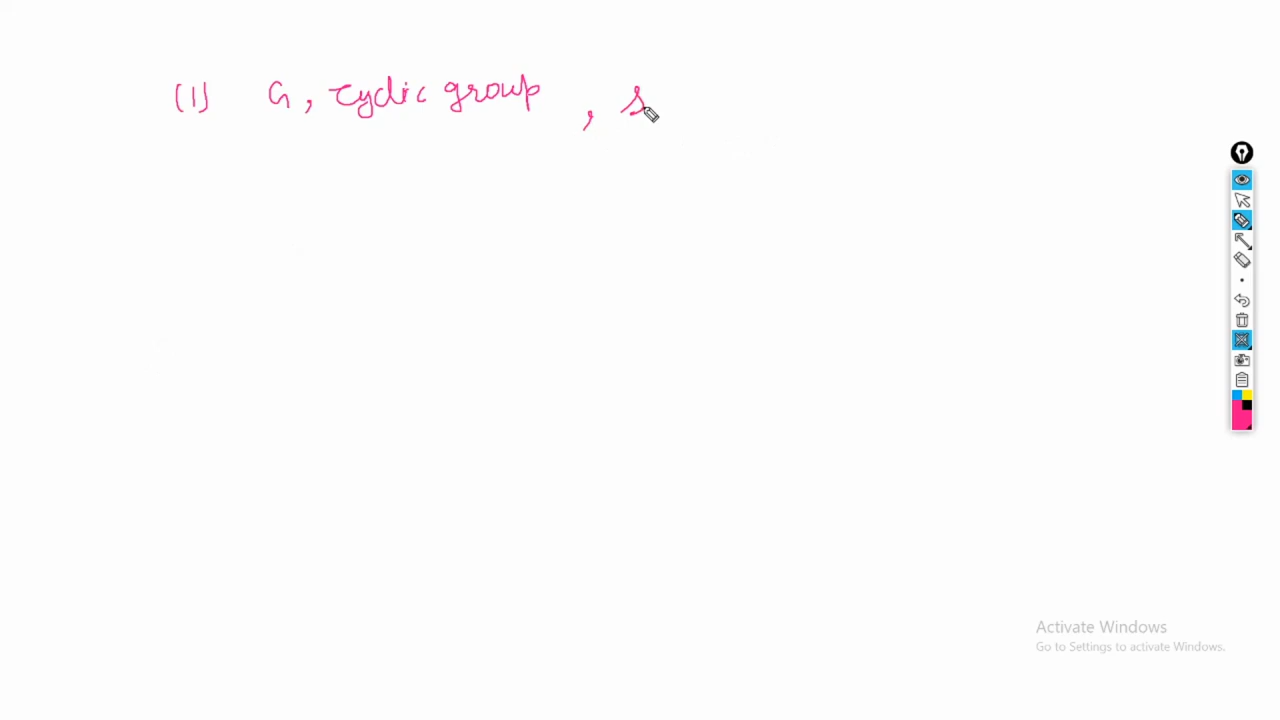 (1) G, cyclic group , s
Activate Windows
Go to Settings to activate Windows.